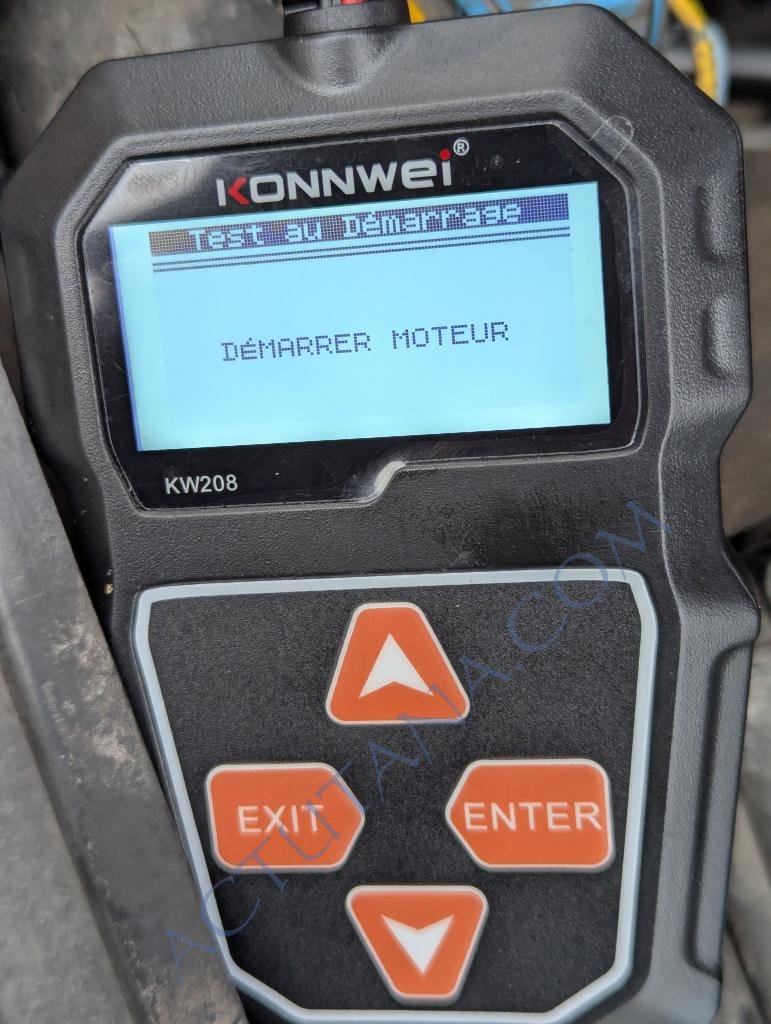 KONNWEI®
Test au Démarrage
DÉMARRER MOTEUR
KW208
EXIT
ENTER
ACTUTANA.COM